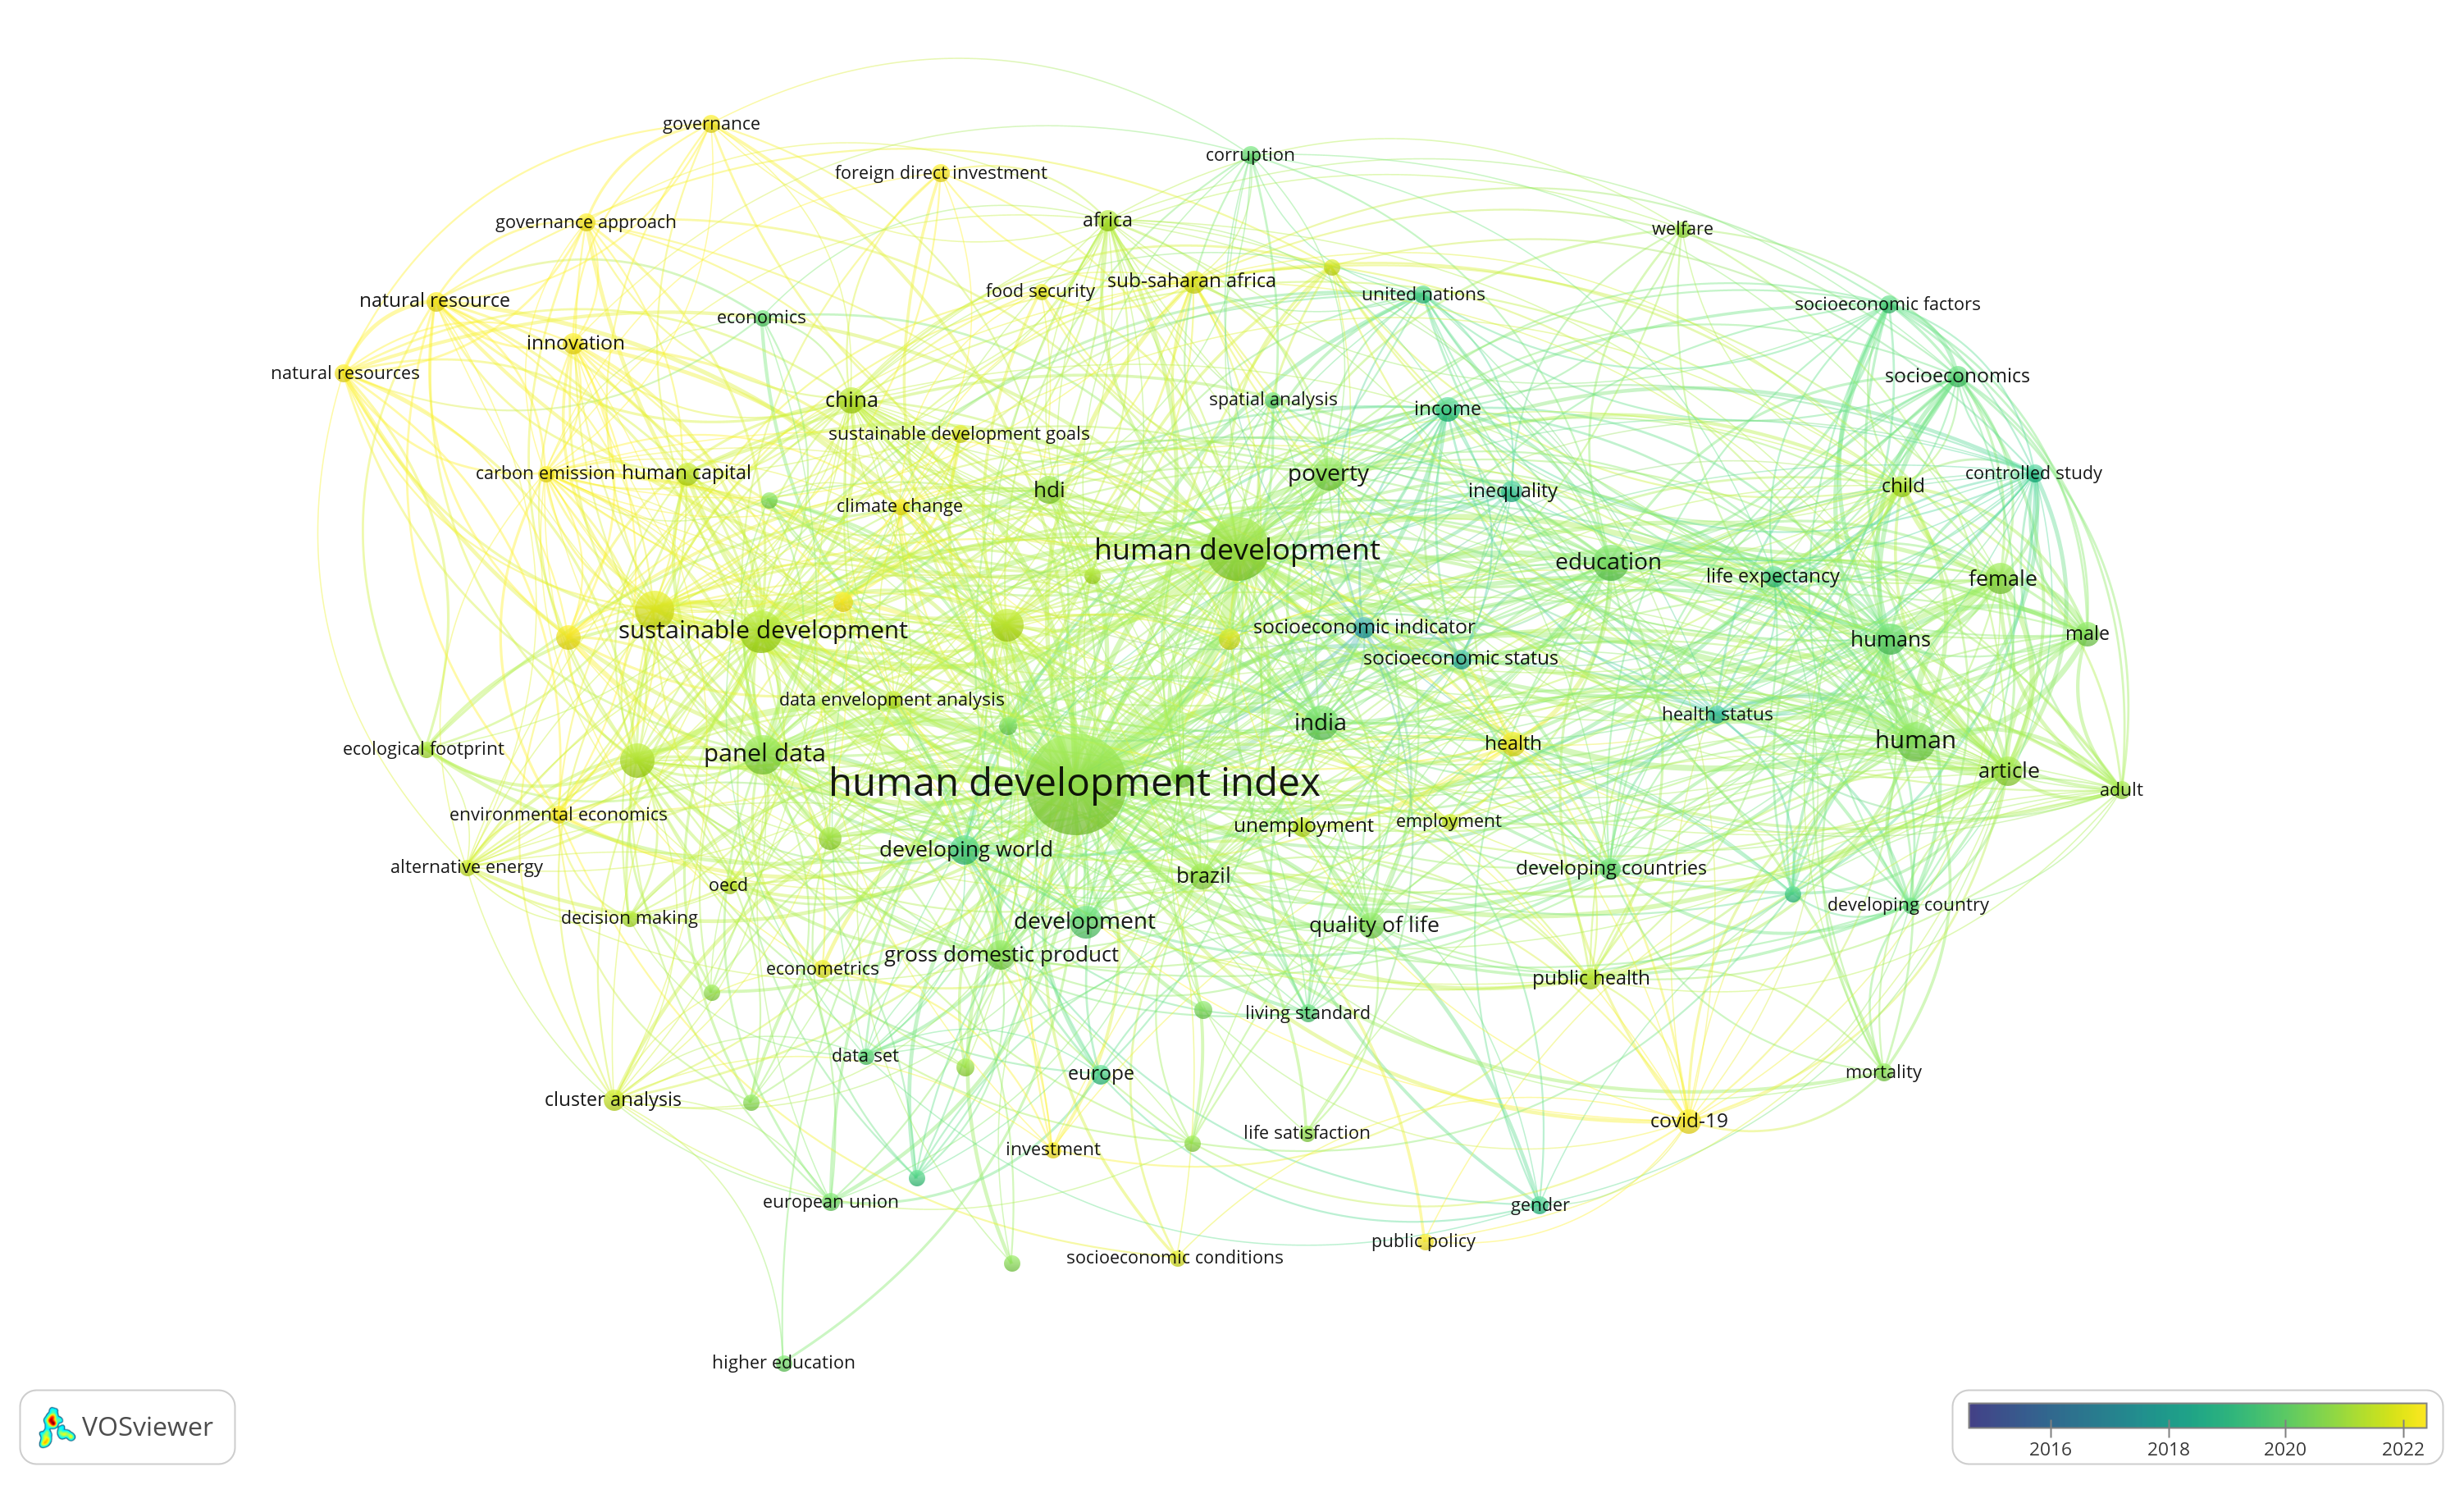 governance
corruption
foreign direct investment
governance approach
africa
welfare
sub-saharan africa
food security
united nations
natural resource
socioeconomic factors
economics
innovation
natural resources
socioeconomics
china
spatial analysis
income
sustainable development goals
carbon emission
human capital
poverty
controlled study
hdi
inequality
child
climate change
human development
education
life expectancy
female
sustainable development
socioeconomic indicator
humans
male
socioeconomic status
data envelopment analysis
india
health status
ecological footprint
panel data
health
human
article
human development index
adult
environmental economics
unemployment
employment
developing world
alternative energy
brazil
developing countries
oecd
decision making
development
quality of life
developing country
gross domestic product
econometrics
public health
living standard
data set
europe
mortality
cluster analysis
covid-19
life satisfaction
investment
european union
gender
public policy
socioeconomic conditions
higher education
VOSviewer
2016 2018 2020 2022